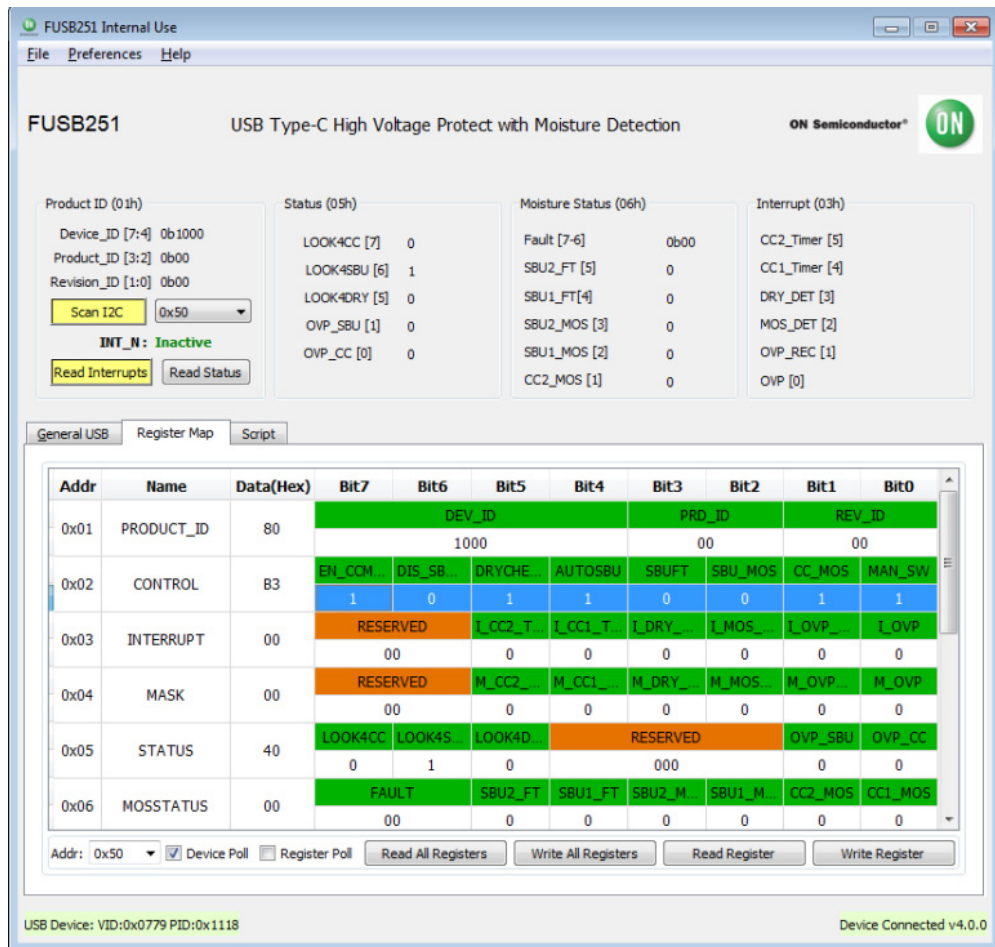 FUSB251 Internal Use
File Preferences Help
FUSB251 USB Type-C High Voltage Protect with Moisture Detection ON Semiconductor® ON
Product ID (01h)
Device_ID [7:4] 0b1000
Product_ID [3:2] 0b00
Revision_ID [1:0] 0b00
Scan I2C 0x50
INT_N: Inactive
Read Interrupts Read Status
Status (05h)
LOOK4CC [7] 0
LOOK4SBU [6] 1
LOOK4DRY [5] 0
OVP_SBU [1] 0
OVP_CC [0] 0
Moisture Status (06h)
Fault [7-6] 0b00
SBU2_FT [5] 0
SBU1_FT[4] 0
SBU2_MOS [3] 0
SBU1_MOS [2] 0
CC2_MOS [1] 0
Interrupt (03h)
CC2_Timer [5]
CC1_Timer [4]
DRY_DET [3]
MOS_DET [2]
OVP_REC [1]
OVP [0]
General USB Register Map Script
Addr Name Data(Hex) Bit7 Bit6 Bit5 Bit4 Bit3 Bit2 Bit1 Bit0
DEV_ID PRD_ID REV_ID
0x01 PRODUCT_ID 80
1000 00 00
EN_CCM... DIS_SB... DRYCHE... AUTOSBU SBUFT SBU_MOS CC_MOS MAN_SW
0x02 CONTROL B3
1 0 1 1 0 0 1 1
RESERVED I_CC2_T... I_CC1_T... I_DRY_... I_MOS_... I_OVP_... I_OVP
0x03 INTERRUPT 00
00 0 0 0 0 0 0
RESERVED M_CC2_... M_CC1_... M_DRY_... M_MOS... M_OVP... M_OVP
0x04 MASK 00
00 0 0 0 0 0 0
LOOK4CC LOOK4S... LOOK4D... RESERVED OVP_SBU OVP_CC
0x05 STATUS 40
0 1 0 000 0 0
FAULT SBU2_FT SBU1_FT SBU2_M... SBU1_M... CC2_MOS CC1_MOS
0x06 MOSSTATUS 00
00 0 0 0 0 0 0
Addr: 0x50 Device Poll Register Poll Read All Registers Write All Registers Read Register Write Register
USB Device: VID:0x0779 PID:0x1118 Device Connected v4.0.0